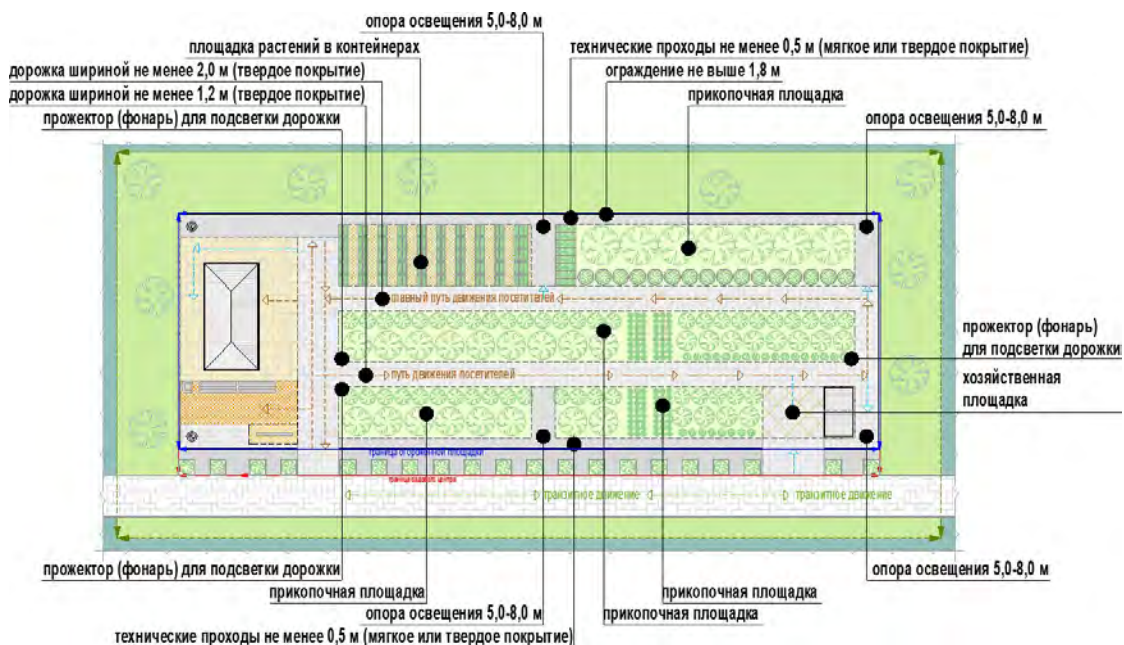 опора освещения 5,0-8,0 м
площадка растений в контейнерах
технические проходы не менее 0,5 м (мягкое или твердое покрытие)
дорожка шириной не менее 2,0 м (твердое покрытие)
ограждение не выше 1,8 м
дорожка шириной не менее 1,2 м (твердое покрытие)
прикопочная площадка
прожектор (фонарь) для подсветки дорожки
опора освещения 5,0-8,0 м
главный путь движения посетителей
прожектор (фонарь)
для подсветки дорожки
путь движения посетителей
хозяйственная
площадка
граница огороженной площадки
граница садового центра
транзитное движение
транзитное движение
прожектор (фонарь) для подсветки дорожки
опора освещения 5,0-8,0 м
прикопочная площадка
прикопочная площадка
опора освещения 5,0-8,0 м
прикопочная площадка
технические проходы не менее 0,5 м (мягкое или твердое покрытие)